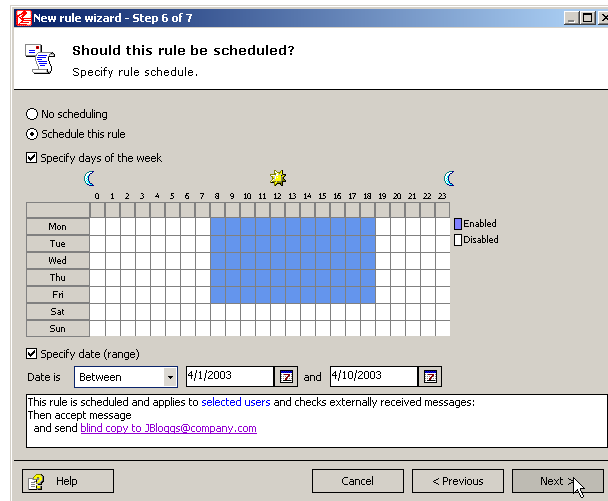 New rule wizard - Step 6 of 7
Should this rule be scheduled?
Specify rule schedule.
No scheduling
Schedule this rule
Specify days of the week
0 1 2 3 4 5 6 7 8 9 10 11 12 13 14 15 16 17 18 19 20 21 22 23
Mon
Tue
Wed
Thu
Fri
Sat
Sun
Enabled
Disabled
Specify date (range)
Date is Between 4/1/2003 and 4/10/2003
This rule is scheduled and applies to selected users and checks externally received messages:
Then accept message
and send blind copy to JBloggs@company.com
Help Cancel < Previous Next >